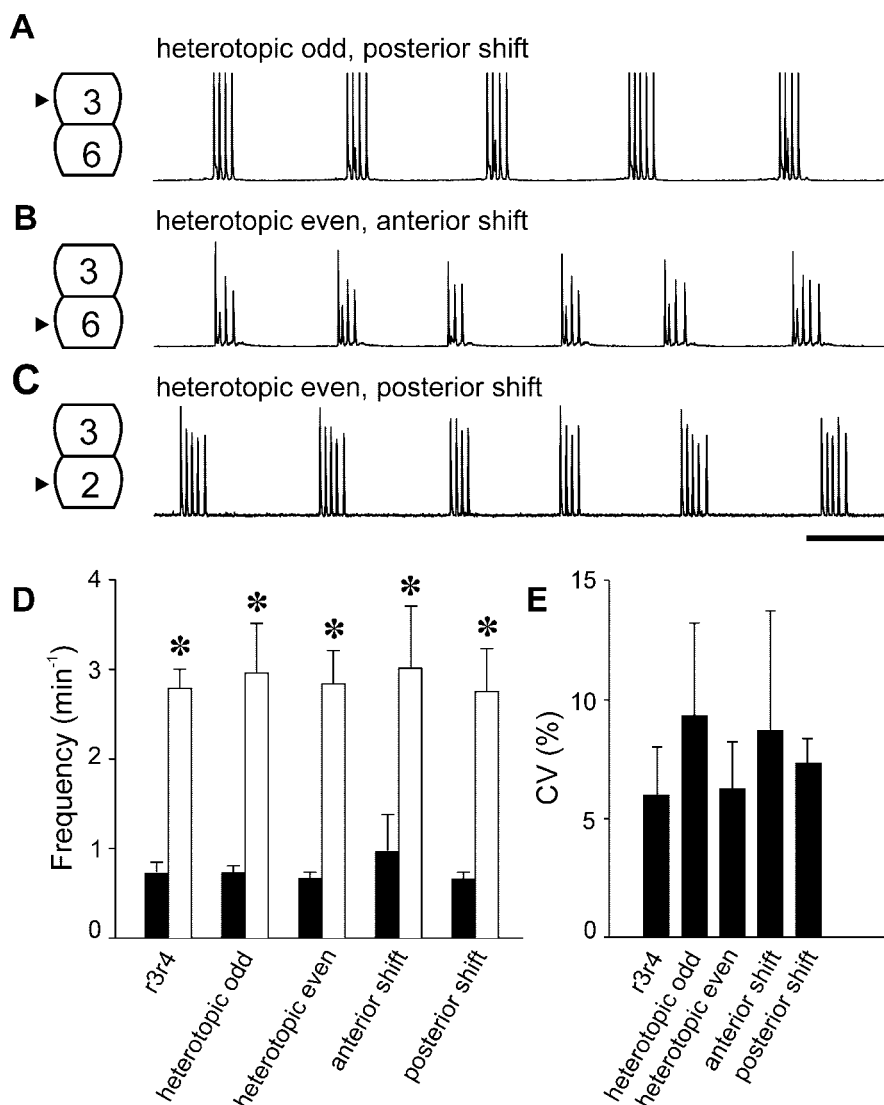 A
heterotopic odd, posterior shift
3
6
B
heterotopic even, anterior shift
3
6
C
heterotopic even, posterior shift
3
2
D
Frequency (min⁻¹)
4
3
2
1
0
* * * * *
r3r4
heterotopic odd
heterotopic even
anterior shift
posterior shift
E
CV (%)
15
10
5
0
r3r4
heterotopic odd
heterotopic even
anterior shift
posterior shift